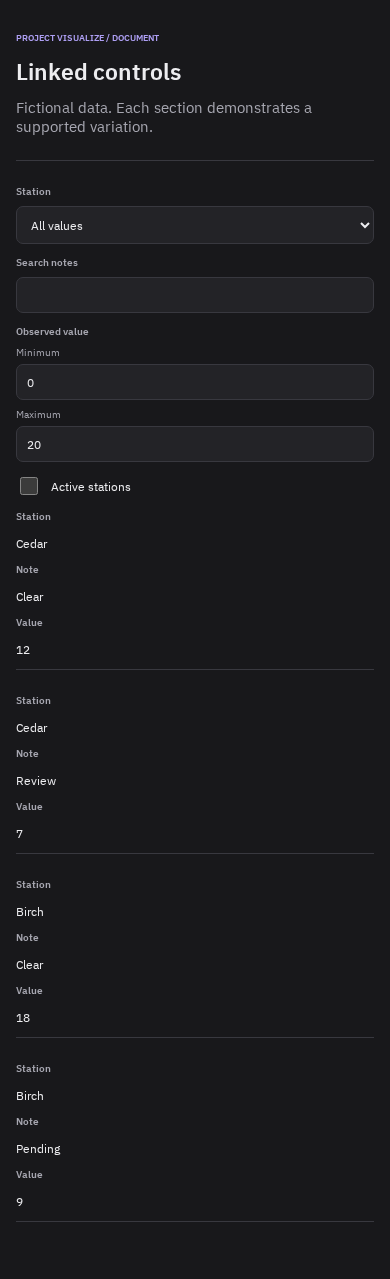 PROJECT VISUALIZE / DOCUMENT
Linked controls
Fictional data. Each section demonstrates a
supported variation.
Station
All values
Search notes
Observed value
Minimum
0
Maximum
20
Active stations
Station
Cedar
Note
Clear
Value
12
Station
Cedar
Note
Review
Value
7
Station
Birch
Note
Clear
Value
18
Station
Birch
Note
Pending
Value
9